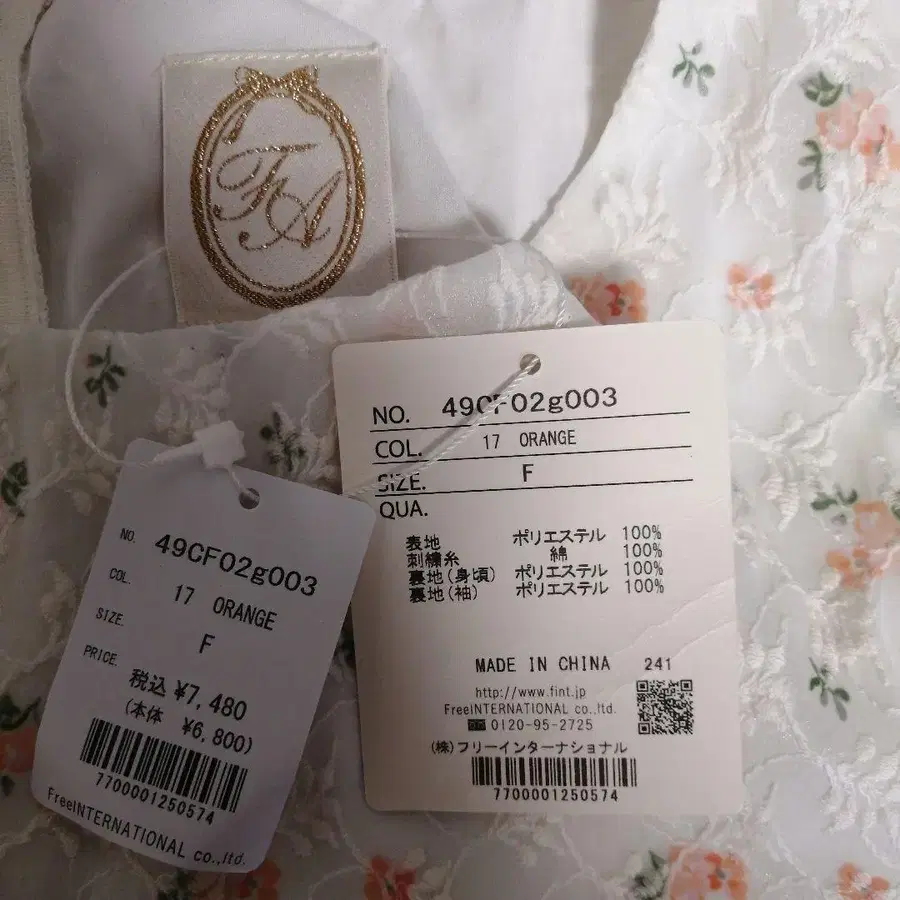 FA
NO. 49CF02g003
COL. 17 ORANGE
SIZE. F
QUA.
表地 ポリエステル 100%
刺繍糸 綿 100%
裏地(身頃) ポリエステル 100%
裏地(袖) ポリエステル 100%
MADE IN CHINA 241
http://www.fint.jp
FreeINTERNATIONAL co.,ltd.
0120-95-2725
(株)フリーインターナショナル
7700001250574
NO. 49CF02g003
COL. 17 ORANGE
SIZE. F
PRICE. 税込 ¥7,480
(本体 ¥6,800)
7700001250574
FreeINTERNATIONAL co.,ltd.